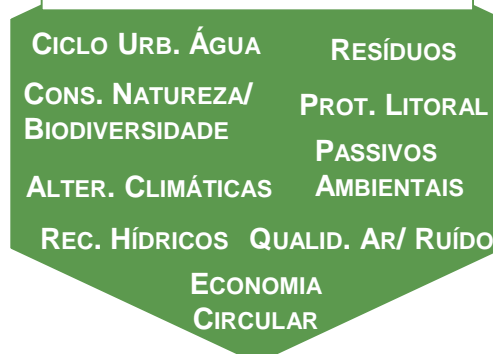 CICLO URB. ÁGUA
RESÍDUOS
CONS. NATUREZA/
BIODIVERSIDADE
PROT. LITORAL
PASSIVOS
AMBIENTAIS
ALTER. CLIMÁTICAS
REC. HÍDRICOS
QUALID. AR/ RUÍDO
ECONOMIA
CIRCULAR